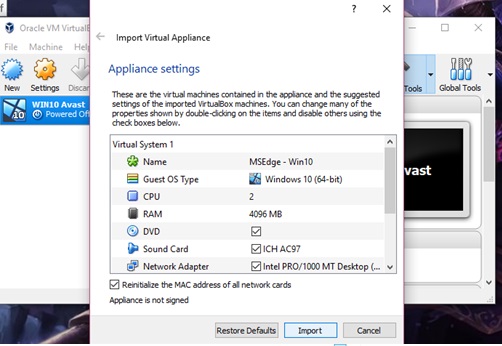 f
Oracle VM VirtualB
File Machine Help
New Settings Discar
WIN10 Avast
10 Powered Off
?
Import Virtual Appliance
Appliance settings
These are the virtual machines contained in the appliance and the suggested
settings of the imported VirtualBox machines. You can change many of the
properties shown by double-clicking on the items and disable others using the
check boxes below.
Virtual System 1
Name MSEdge - Win10
Guest OS Type Windows 10 (64-bit)
CPU 2
RAM 4096 MB
DVD
Sound Card ICH AC97
Network Adapter Intel PRO/1000 MT Desktop (...
Reinitialize the MAC address of all network cards
Appliance is not signed
Restore Defaults Import Cancel
Tools Global Tools
vast